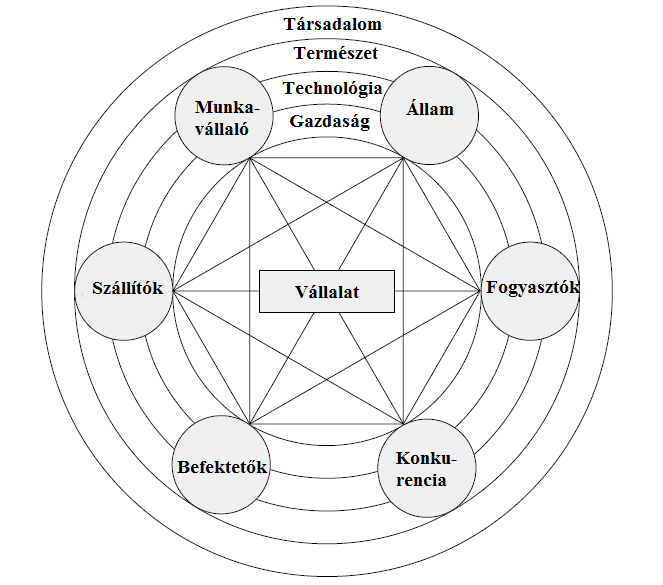 Társadalom
Természet
Technológia
Gazdaság
Munka-
vállaló
Állam
Szállítók
Vállalat
Fogyasztók
Befektetők
Konku-
rencia